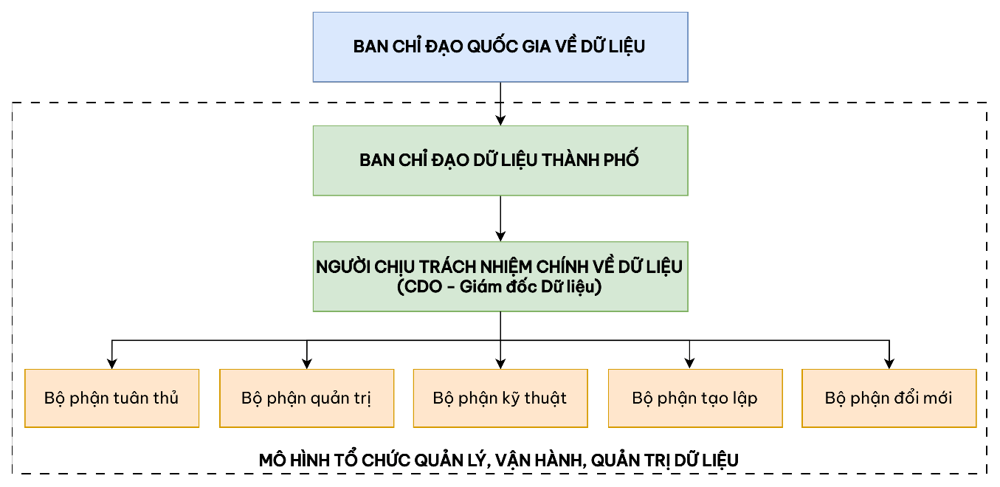 BAN CHỈ ĐẠO QUỐC GIA VỀ DỮ LIỆU
BAN CHỈ ĐẠO DỮ LIỆU THÀNH PHỐ
NGƯỜI CHỊU TRÁCH NHIỆM CHÍNH VỀ DỮ LIỆU
(CDO - Giám đốc Dữ liệu)
Bộ phận tuân thủ
Bộ phận quản trị
Bộ phận kỹ thuật
Bộ phận tạo lập
Bộ phận đổi mới
MÔ HÌNH TỔ CHỨC QUẢN LÝ, VẬN HÀNH, QUẢN TRỊ DỮ LIỆU